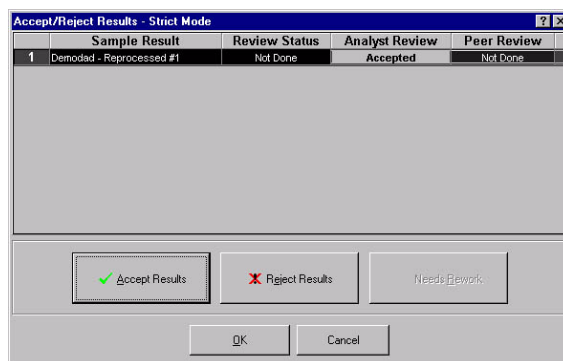 Accept/Reject Results - Strict Mode
Sample Result Review Status Analyst Review Peer Review
1 Demodad - Reprocessed #1 Not Done Accepted Not Done
Accept Results Reject Results Needs Rework
OK Cancel